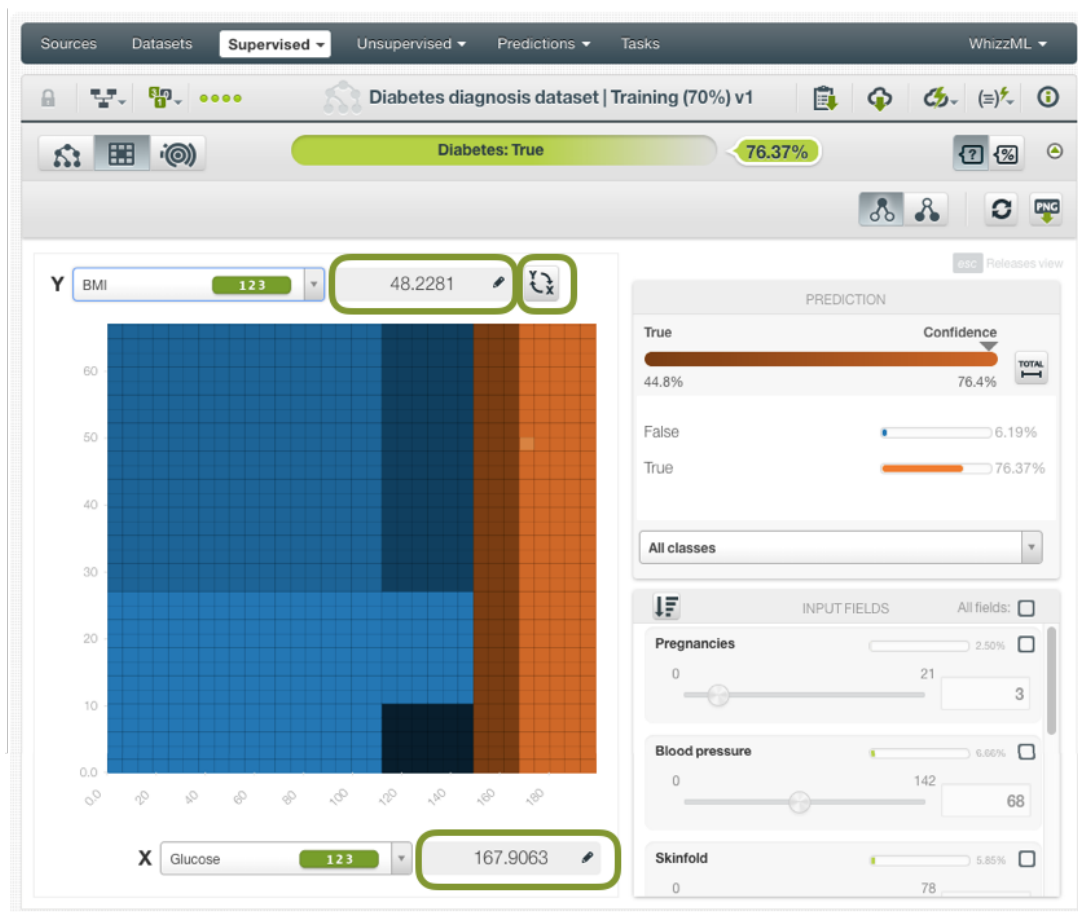 Sources Datasets Supervised Unsupervised Predictions Tasks WhizzML
Diabetes diagnosis dataset | Training (70%) v1
Diabetes: True 76.37%
PNG
esc Releases view
Y BMI 123 48.2281 Y X
60
50
40
30
20
10
0.0
0.0 20 40 60 80 100 120 140 160 180
X Glucose 123 167.9063
PREDICTION
True Confidence
TOTAL
44.8% 76.4%
False 6.19%
True 76.37%
All classes
INPUT FIELDS All fields:
Pregnancies 2.50%
0 21
3
Blood pressure 6.66%
0 142
68
Skinfold 5.85%
0 78